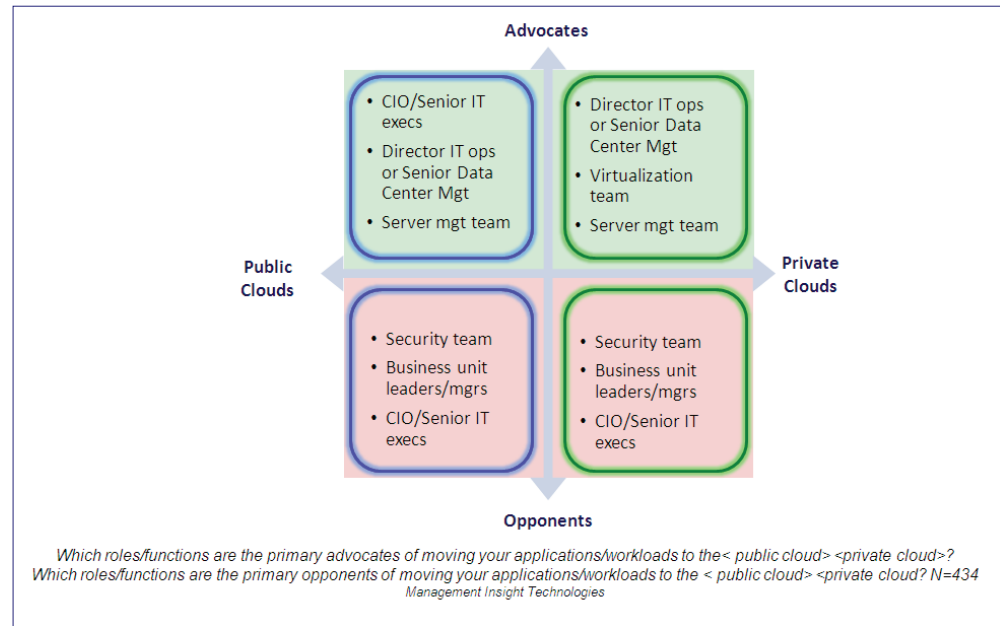 Advocates
• CIO/Senior IT
execs
• Director IT ops
or Senior Data
Center Mgt
• Server mgt team
• Director IT ops
or Senior Data
Center Mgt
• Virtualization
team
• Server mgt team
Public
Clouds
Private
Clouds
• Security team
• Business unit
leaders/mgrs
• CIO/Senior IT
execs
• Security team
• Business unit
leaders/mgrs
• CIO/Senior IT
execs
Opponents
Which roles/functions are the primary advocates of moving your applications/workloads to the< public cloud> <private cloud>?
Which roles/functions are the primary opponents of moving your applications/workloads to the < public cloud> <private cloud? N=434
Management Insight Technologies